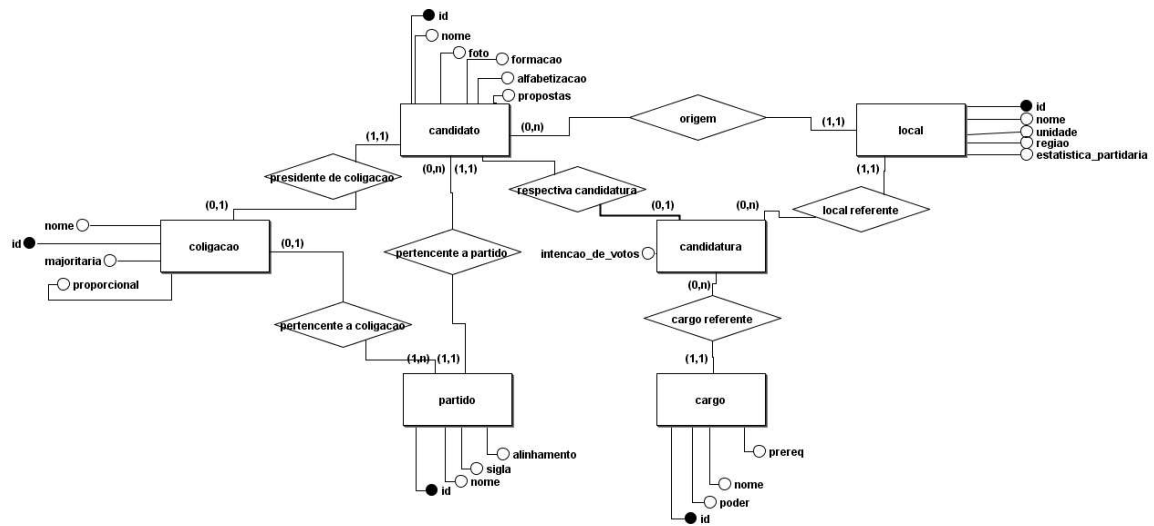 id
nome
foto
formacao
alfabetizacao
propostas
candidato
(0,n)
origem
(1,1)
local
id
nome
unidade
regiao
estatistica_partidaria
(1,1)
(0,n)
(1,1)
(1,1)
presidente de coligacao
respectiva candidatura
(0,1)
(0,1)
(0,n)
local referente
nome
id
majoritaria
proporcional
coligacao
(0,1)
pertencente a partido
intencao_de_votos
candidatura
(0,n)
pertencente a coligacao
cargo referente
(1,n)
(1,1)
(1,1)
partido
cargo
alinhamento
sigla
nome
id
prereq
nome
poder
id